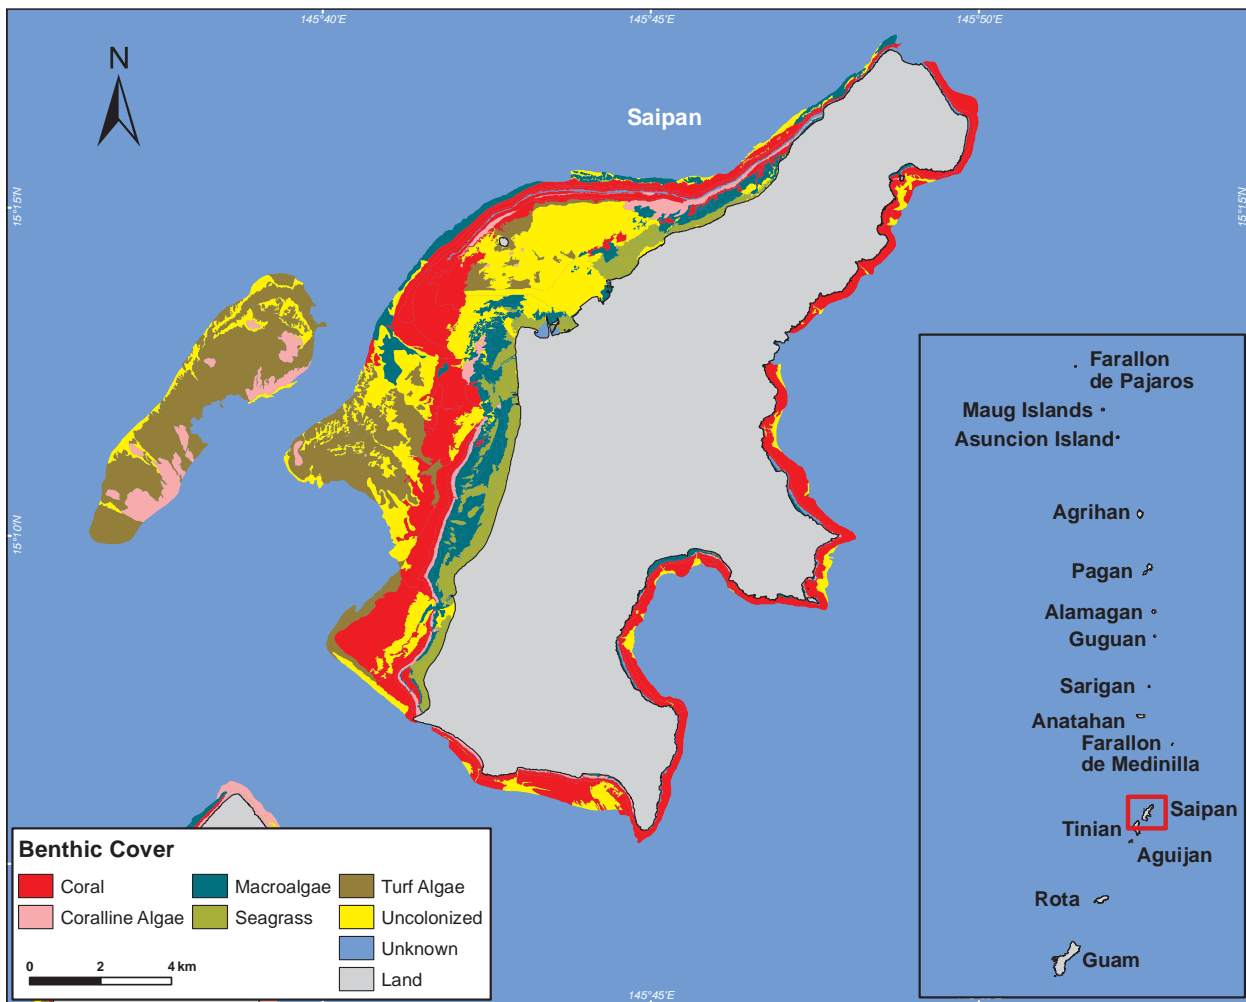 145°40'E
145°45'E
145°50'E
N
Saipan
15°15'N
15°15'N
15°10'N
Farallon
de Pajaros
Maug Islands
Asuncion Island
Agrihan
Pagan
Alamagan
Guguan
Sarigan
Anatahan
Farallon
de Medinilla
Saipan
Tinian
Aguijan
Rota
Guam
Benthic Cover
Coral
Macroalgae
Turf Algae
Coralline Algae
Seagrass
Uncolonized
Unknown
Land
0 2 4 km
145°45'E